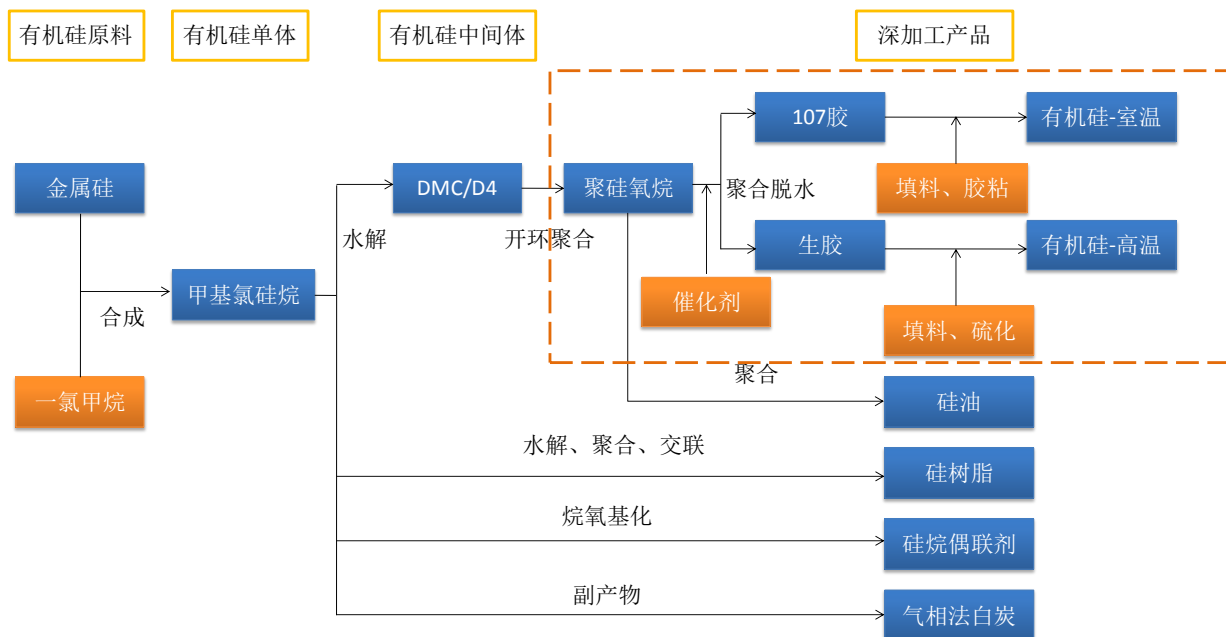 有机硅原料
有机硅单体
有机硅中间体
深加工产品
107胶
有机硅-室温
金属硅
DMC/D4
聚硅氧烷
聚合脱水
填料、胶粘
水解
开环聚合
生胶
有机硅-高温
甲基氯硅烷
合成
催化剂
填料、硫化
一氯甲烷
聚合
硅油
水解、聚合、交联
硅树脂
烷氧基化
硅烷偶联剂
副产物
气相法白炭